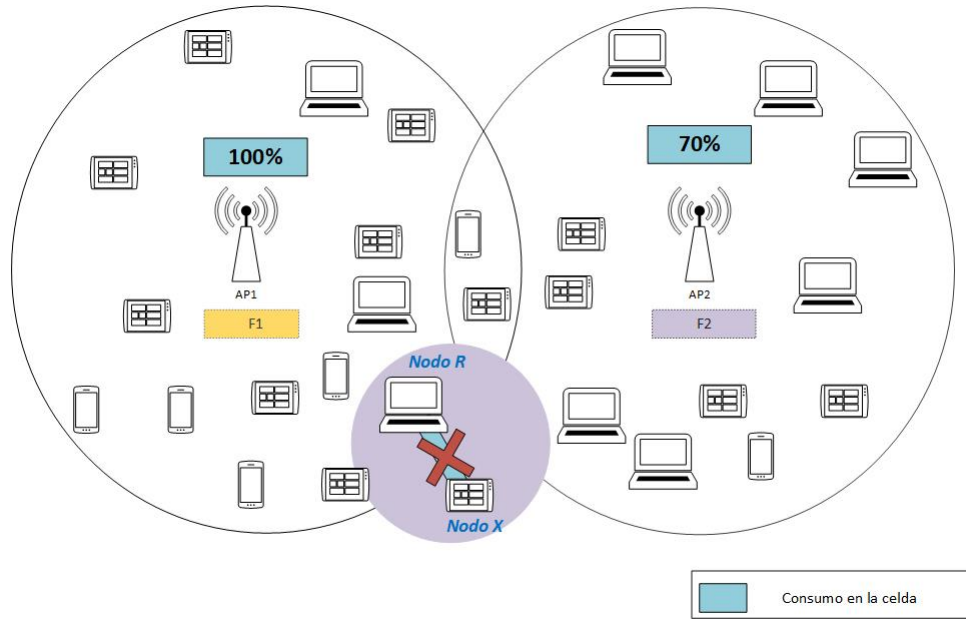 100%
70%
AP1
AP2
F1
F2
Nodo R
Nodo X
Consumo en la celda